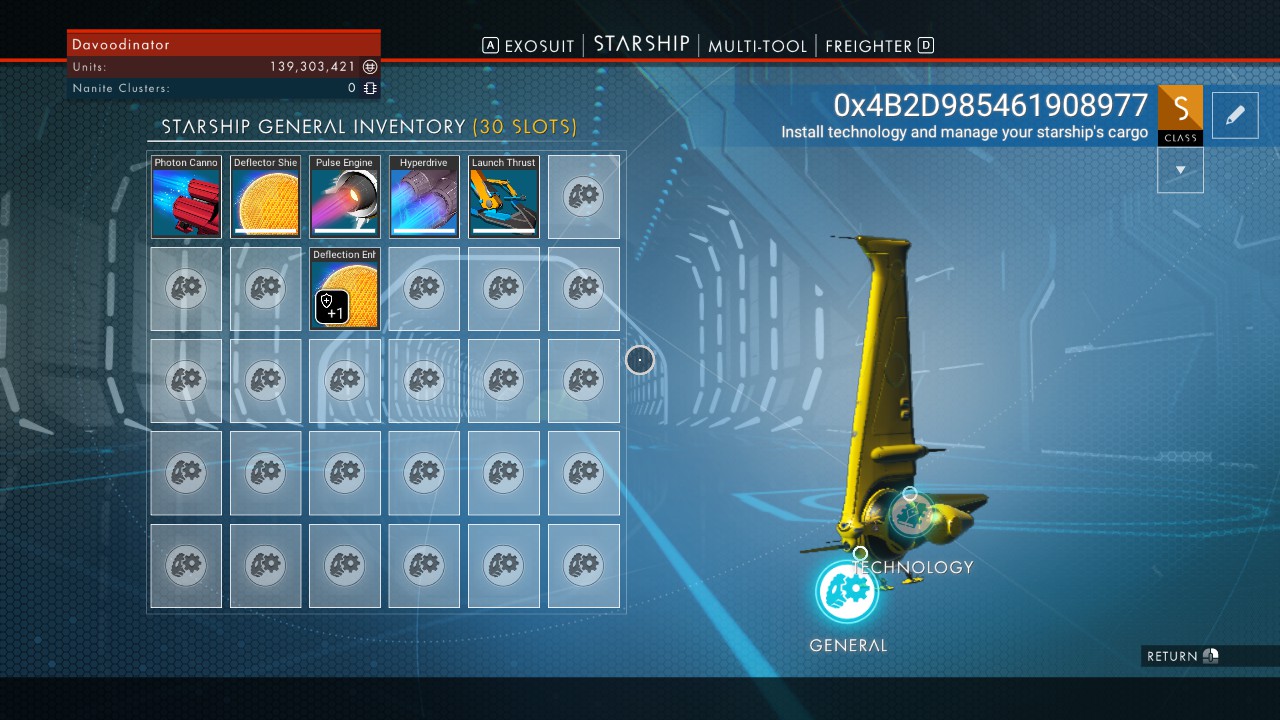 Davoodinator
Units: 139,303,421
Nanite Clusters: 0
A EXOSUIT STARSHIP MULTI-TOOL FREIGHTER D
0x4B2D985461908977
Install technology and manage your starship's cargo
S
CLASS
STARSHIP GENERAL INVENTORY (30 SLOTS)
Photon Canno Deflector Shie Pulse Engine Hyperdrive Launch Thrust
Deflection Enh
+1
TECHNOLOGY
GENERAL
RETURN